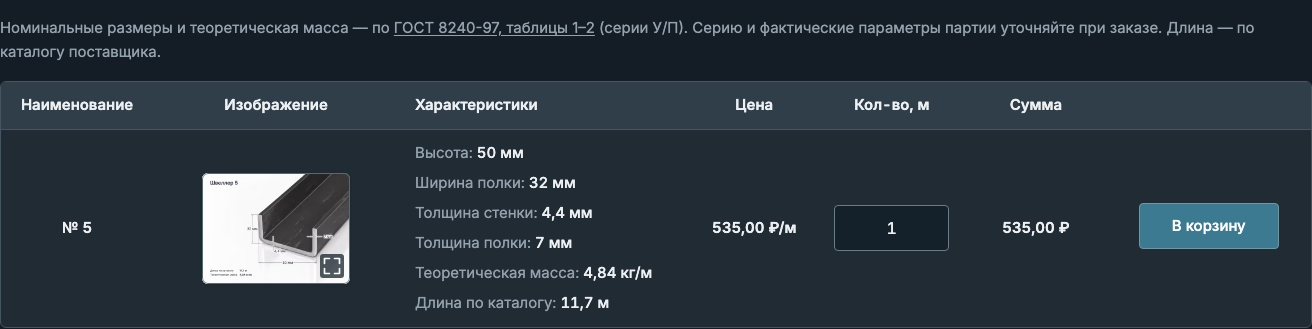 Номинальные размеры и теоретическая масса — по ГОСТ 8240-97, таблицы 1–2 (серии У/П). Серию и фактические параметры партии уточняйте при заказе. Длина — по
каталогу поставщика.
Наименование Изображение Характеристики Цена Кол-во, м Сумма
№ 5
Швеллер 5
Высота: 50 мм
Ширина полки: 32 мм
Толщина стенки: 4,4 мм
Толщина полки: 7 мм
Теоретическая масса: 4,84 кг/м
Длина по каталогу: 11,7 м
535,00 ₽/м
1
535,00 ₽
В корзину